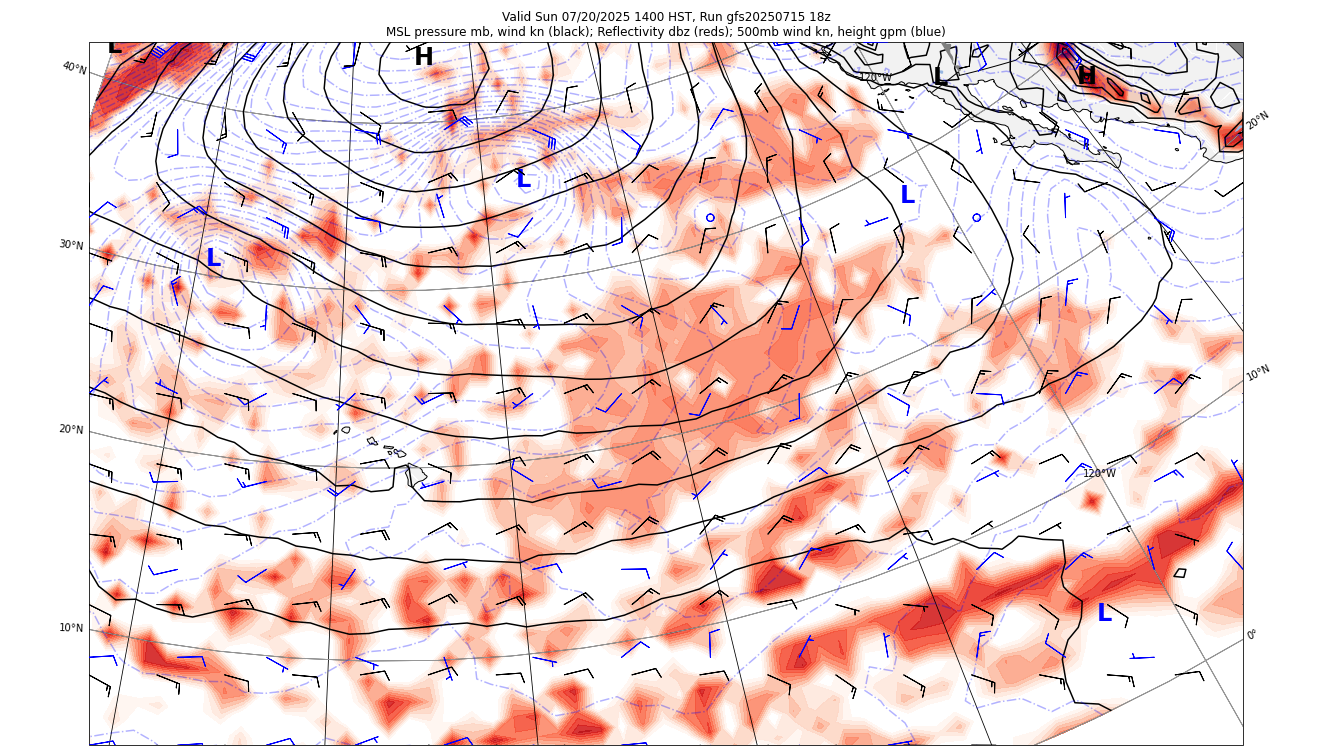 Valid Sun 07/20/2025 1400 HST, Run gfs20250715 18z
MSL pressure mb, wind kn (black); Reflectivity dbz (reds); 500mb wind kn, height gpm (blue)
L
H
L
H
40°N
120°W
20°N
L
L
30°N
L
10°N
20°N
120°W
L
10°N
0°